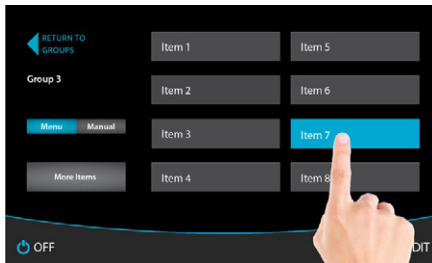 RETURN TO
GROUPS
Group 3
Menu Manual
More Items
Item 1
Item 2
Item 3
Item 4
Item 5
Item 6
Item 7
Item 8
OFF